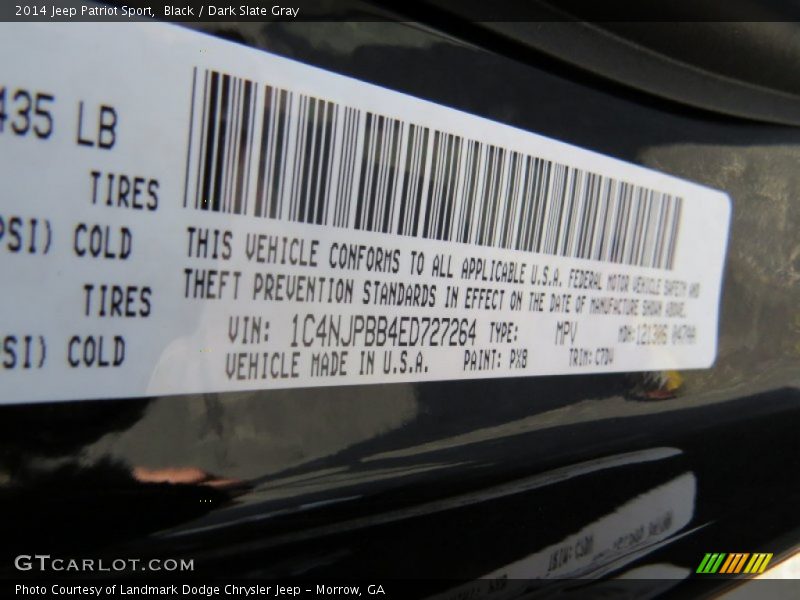 2014 Jeep Patriot Sport, Black / Dark Slate Gray
435 LB
TIRES
PSI) COLD
TIRES
PSI) COLD
THIS VEHICLE CONFORMS TO ALL APPLICABLE U.S.A. FEDERAL MOTOR VEHICLE SAFETY AND
THEFT PREVENTION STANDARDS IN EFFECT ON THE DATE OF MANUFACTURE SHOWN ABOVE.
VIN: 1C4NJPBB4ED727264 TYPE: MPV MDH:
VEHICLE MADE IN U.S.A. PAINT: PX8 TRIM:
GTCARLOT.COM
Photo Courtesy of Landmark Dodge Chrysler Jeep – Morrow, GA